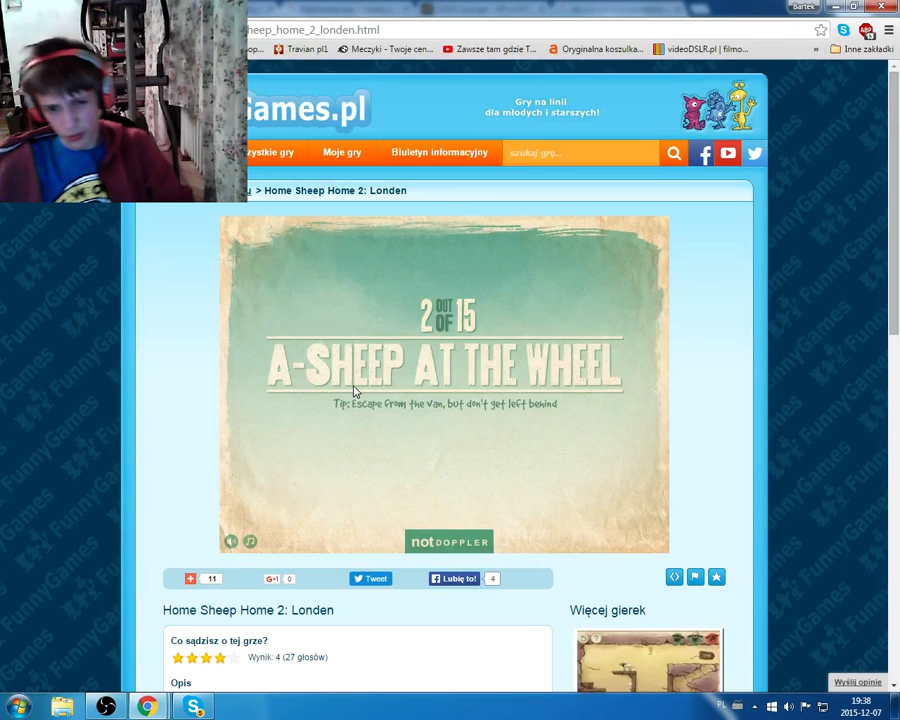 Bartek
eep_home_2_londen.html
op... Travian pl1 Meczyki - Twoje cen... Zawsze tam gdzie T... Oryginalna koszulka... videoDSLR.pl | filmo... » Inne zakładki
ames.pl
Gry na linii
dla młodych i starszych!
zystkie gry Moje gry Biuletyn informacyjny szukaj grę...
> Home Sheep Home 2: Londen
2 OUT OF 15
A-SHEEP AT THE WHEEL
Tip: Escape from the van, but don't get left behind
notDOPPLER
11 G+1 0 Tweet Lubię to! 4
Home Sheep Home 2: Londen
Więcej gierek
Co sądzisz o tej grze?
Wynik: 4 (27 głosów)
Opis
Wyślij opinie
PL 19:38
2015-12-07